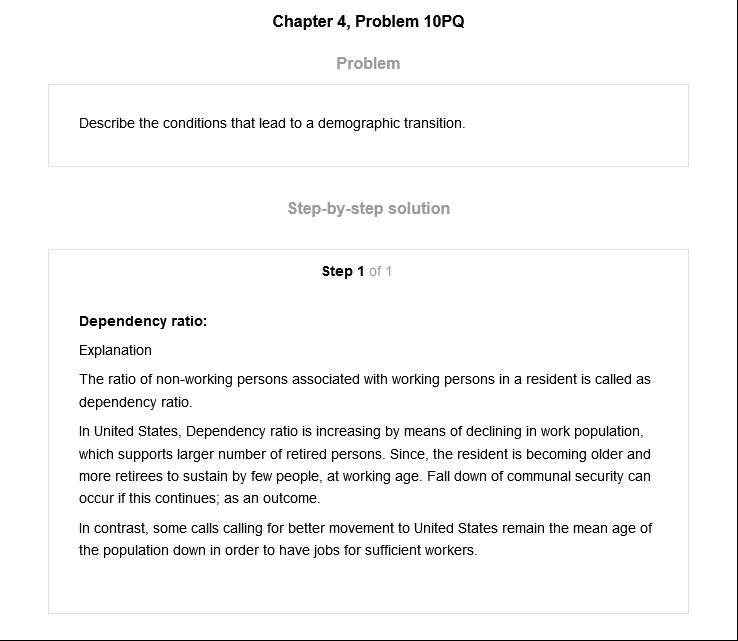 Chapter 4, Problem 10PQ
Problem
Describe the conditions that lead to a demographic transition.
Step-by-step solution
Step 1 of 1
Dependency ratio:
Explanation
The ratio of non-working persons associated with working persons in a resident is called as
dependency ratio.
In United States, Dependency ratio is increasing by means of declining in work population,
which supports larger number of retired persons. Since, the resident is becoming older and
more retirees to sustain by few people, at working age. Fall down of communal security can
occur if this continues; as an outcome.
In contrast, some calls calling for better movement to United States remain the mean age of
the population down in order to have jobs for sufficient workers.